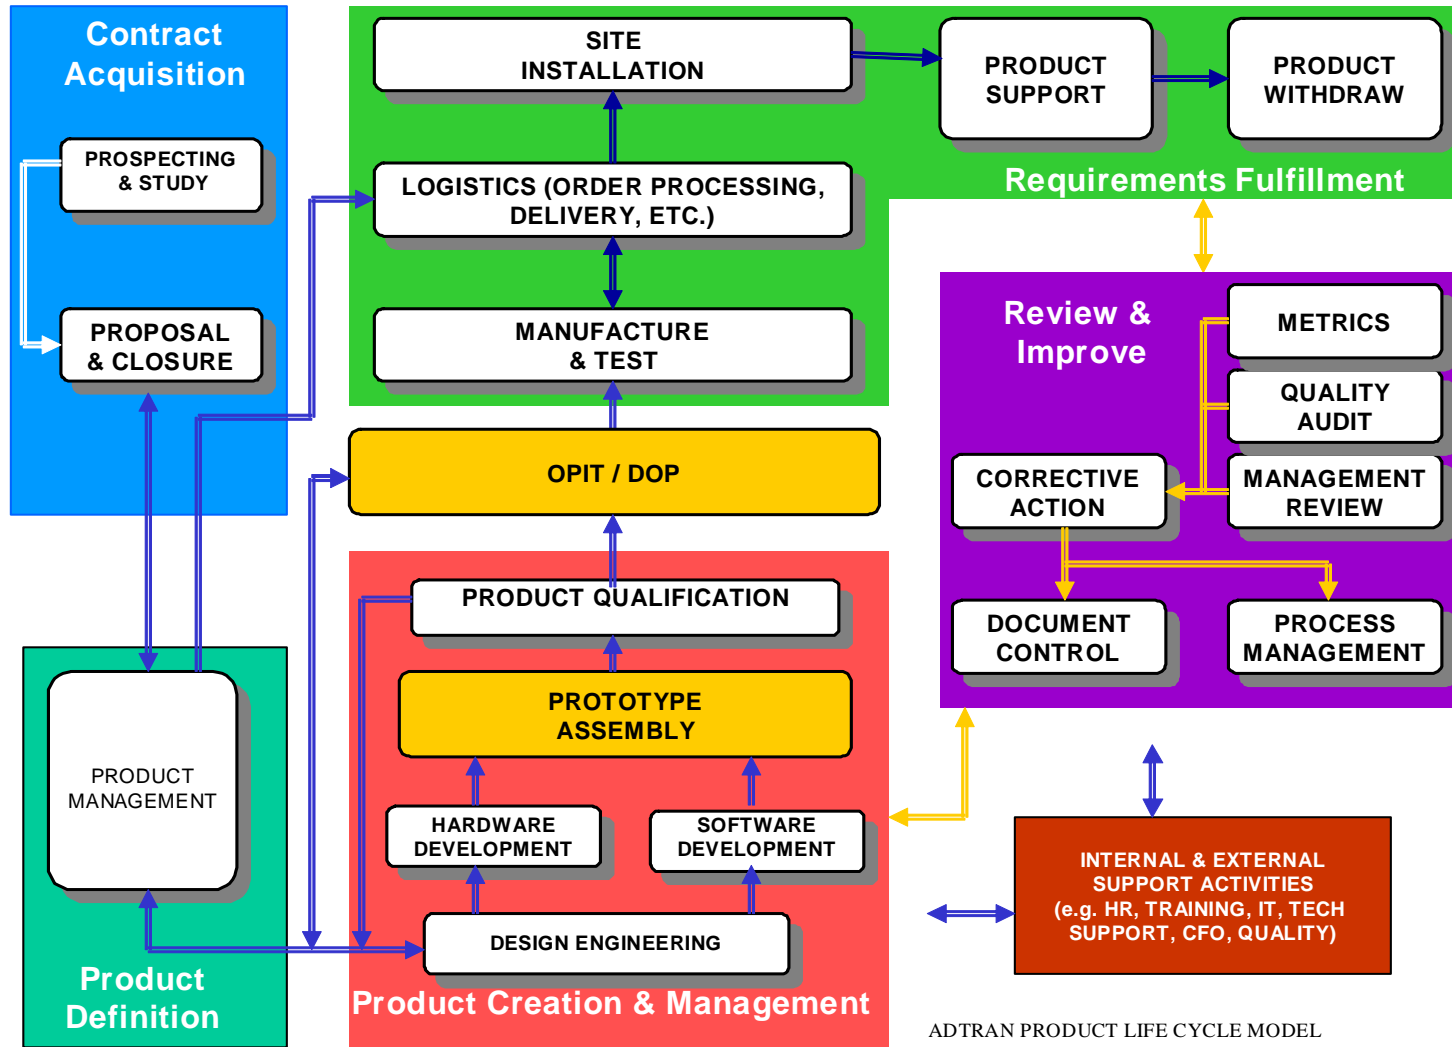 Contract
Acquisition
PROSPECTING
& STUDY
PROPOSAL
& CLOSURE
SITE
INSTALLATION
LOGISTICS (ORDER PROCESSING,
DELIVERY, ETC.)
MANUFACTURE
& TEST
PRODUCT
SUPPORT
PRODUCT
WITHDRAW
Requirements Fulfillment
Review &
Improve
METRICS
QUALITY
AUDIT
MANAGEMENT
REVIEW
CORRECTIVE
ACTION
DOCUMENT
CONTROL
PROCESS
MANAGEMENT
OPIT / DOP
PRODUCT QUALIFICATION
PROTOTYPE
ASSEMBLY
HARDWARE
DEVELOPMENT
SOFTWARE
DEVELOPMENT
DESIGN ENGINEERING
Product Creation & Management
PRODUCT
MANAGEMENT
Product
Definition
INTERNAL & EXTERNAL
SUPPORT ACTIVITIES
(e.g. HR, TRAINING, IT, TECH
SUPPORT, CFO, QUALITY)
ADTRAN PRODUCT LIFE CYCLE MODEL